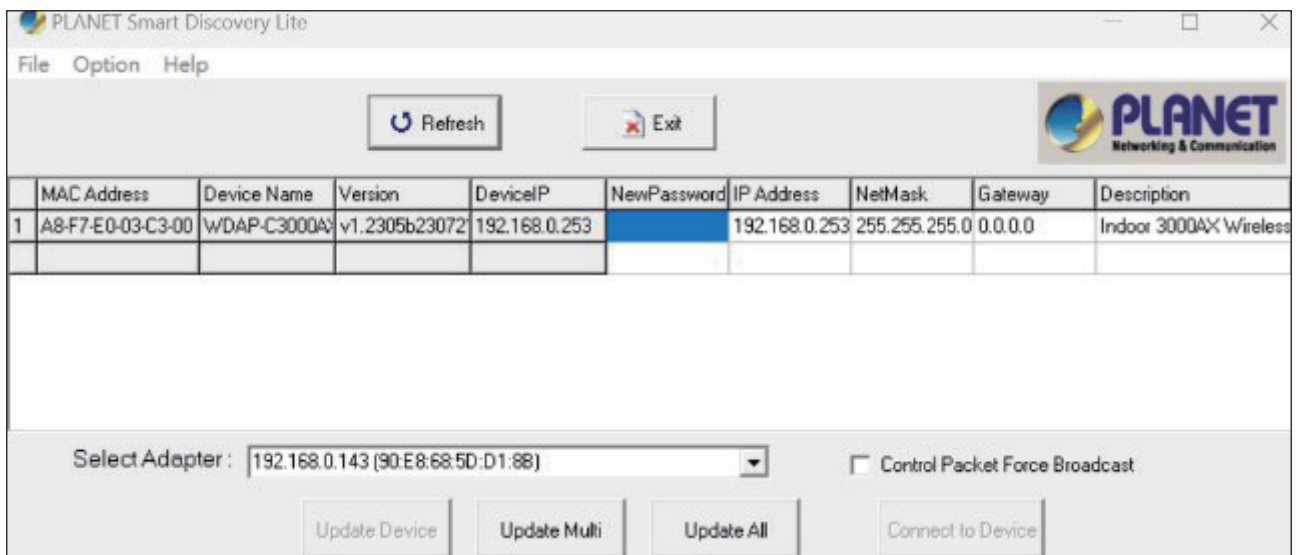 PLANET Smart Discovery Lite
File Option Help
Refresh Exit
PLANET
Networking & Communication
MAC Address Device Name Version DeviceIP NewPassword IP Address NetMask Gateway Description
1 A8-F7-E0-03-C3-00 WDAP-C3000A v1.2305b23072 192.168.0.253 192.168.0.253 255.255.255.0 0.0.0.0 Indoor 3000AX Wireless
Select Adapter : 192.168.0.143 (90:E8:68:5D:D1:8B) Control Packet Force Broadcast
Update Device Update Multi Update All Connect to Device